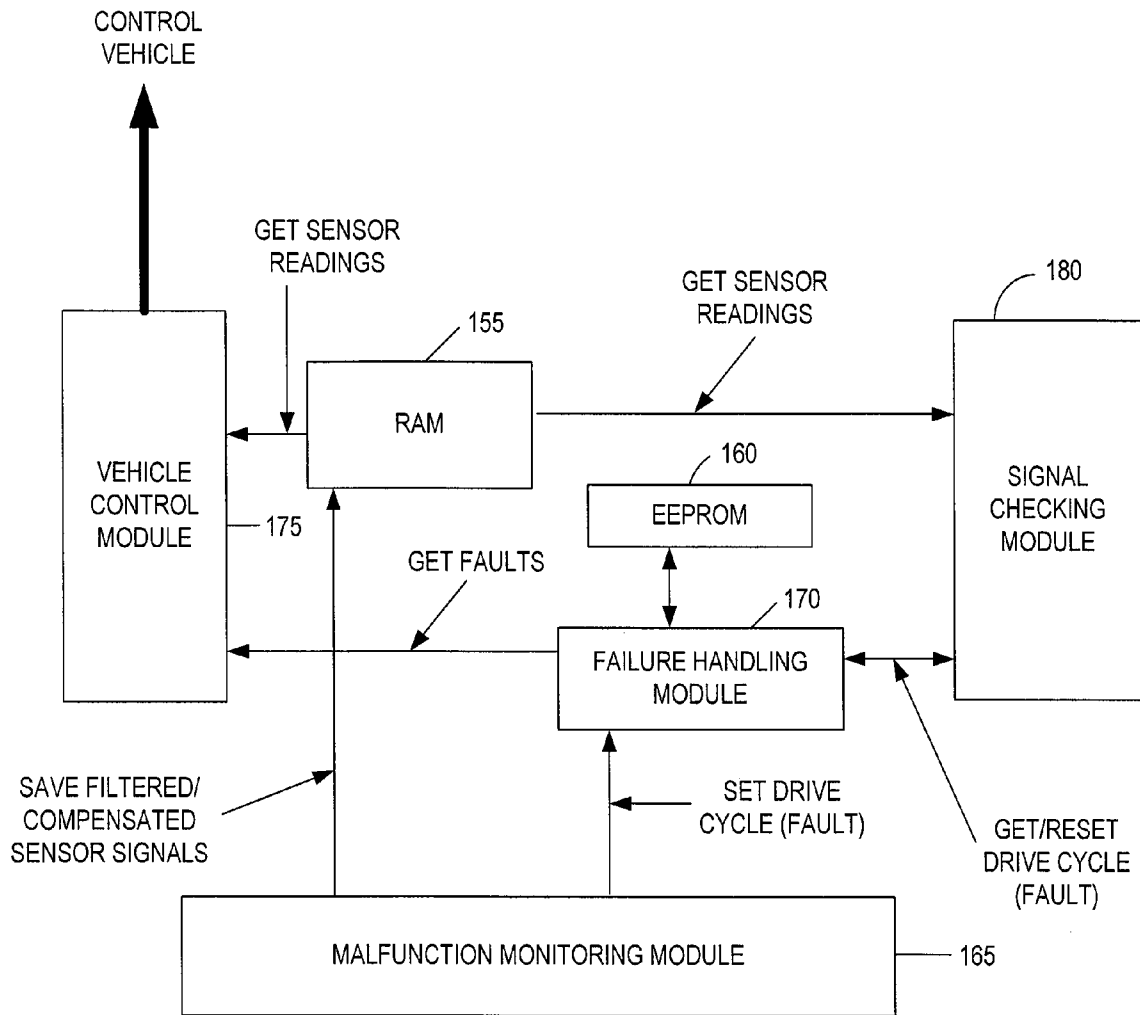 CONTROL
VEHICLE
GET SENSOR
READINGS
155
GET SENSOR
READINGS
180
RAM
160
VEHICLE
CONTROL
MODULE
175
EEPROM
SIGNAL
CHECKING
MODULE
GET FAULTS
170
FAILURE HANDLING
MODULE
SAVE FILTERED/
COMPENSATED
SENSOR SIGNALS
SET DRIVE
CYCLE (FAULT)
GET/RESET
DRIVE CYCLE
(FAULT)
MALFUNCTION MONITORING MODULE
165